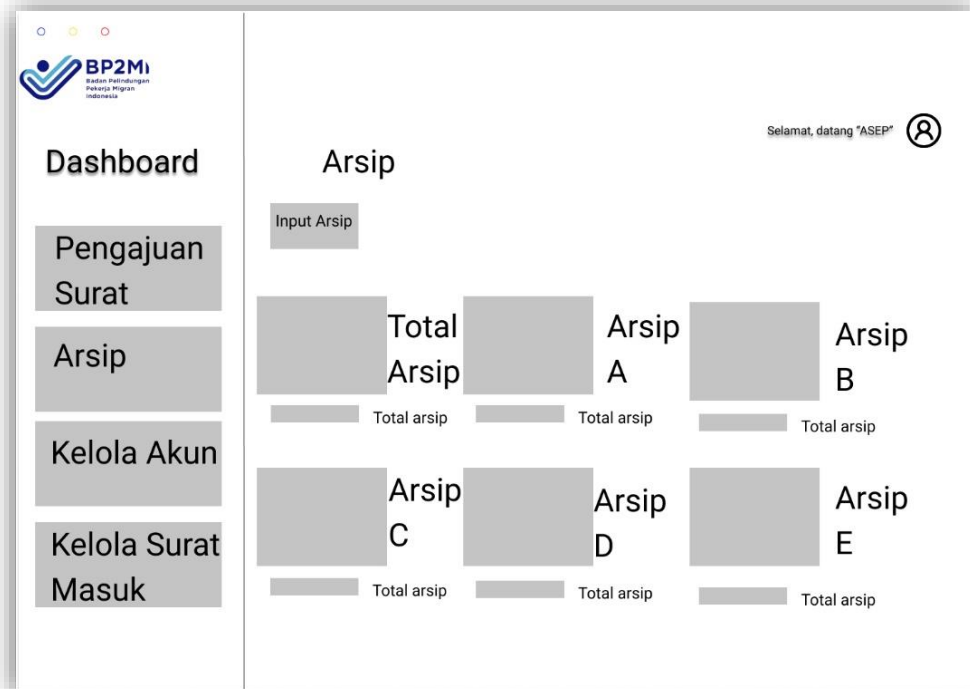 BP2MI
Badan Pelindungan
Pekerja Migran
Indonesia
Selamat, datang "ASEP"
Dashboard
Arsip
Input Arsip
Pengajuan
Surat
Arsip
Kelola Akun
Kelola Surat
Masuk
Total
Arsip
Total arsip
Arsip
A
Total arsip
Arsip
B
Total arsip
Arsip
C
Total arsip
Arsip
D
Total arsip
Arsip
E
Total arsip